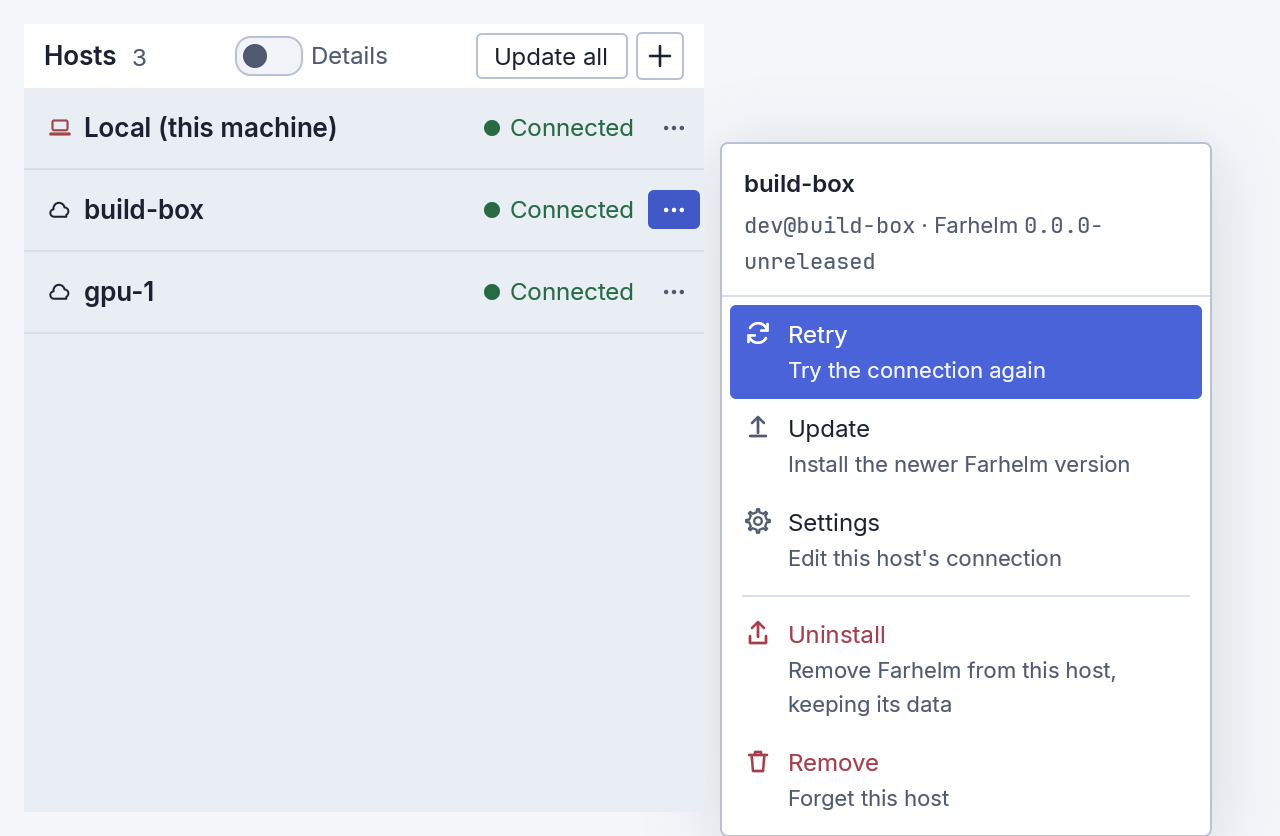 Hosts 3 Details Update all
Local (this machine) Connected
build-box Connected
gpu-1 Connected
build-box
dev@build-box · Farhelm 0.0.0-
unreleased
Retry
Try the connection again
Update
Install the newer Farhelm version
Settings
Edit this host's connection
Uninstall
Remove Farhelm from this host,
keeping its data
Remove
Forget this host